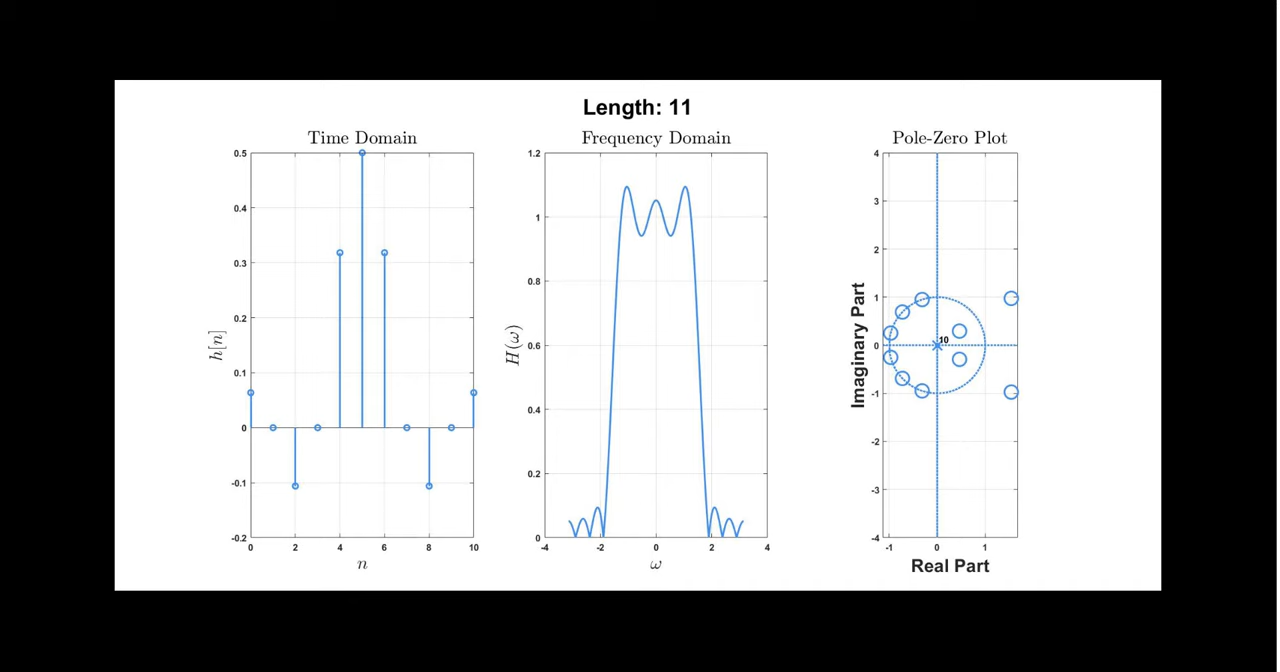 Length: 11
Time Domain
0.5
0.4
0.3
0.2
0.1
0
-0.1
-0.2
0 2 4 6 8 10
h[n]
n
Frequency Domain
1.2
1
0.8
0.6
0.4
0.2
0
-4 -2 0 2 4
H(ω)
ω
Pole-Zero Plot
4
3
2
1
0
-1
-2
-3
-4
10
-1 0 1
Imaginary Part
Real Part